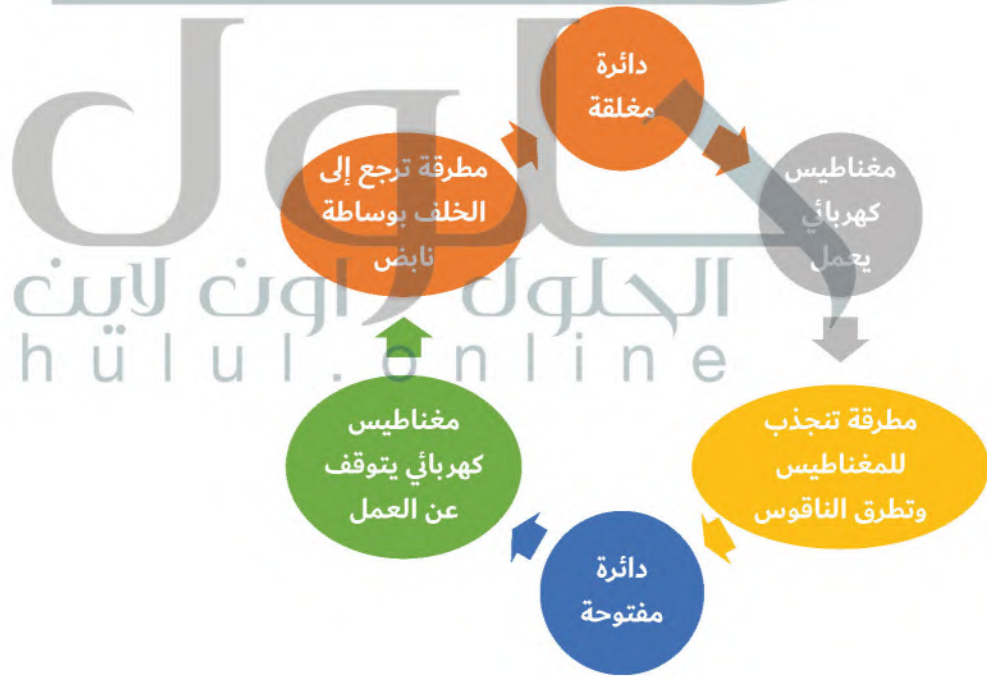 دائرة
مغلقة
مغناطيس
كهربائي
يعمل
مطرقة تنجذب
للمغناطيس
وتطرق الناقوس
دائرة
مفتوحة
مغناطيس
كهربائي يتوقف
عن العمل
مطرقة ترجع إلى
الخلف بوساطة
نابض
حلول
الحلول اون لاين
hulul.online